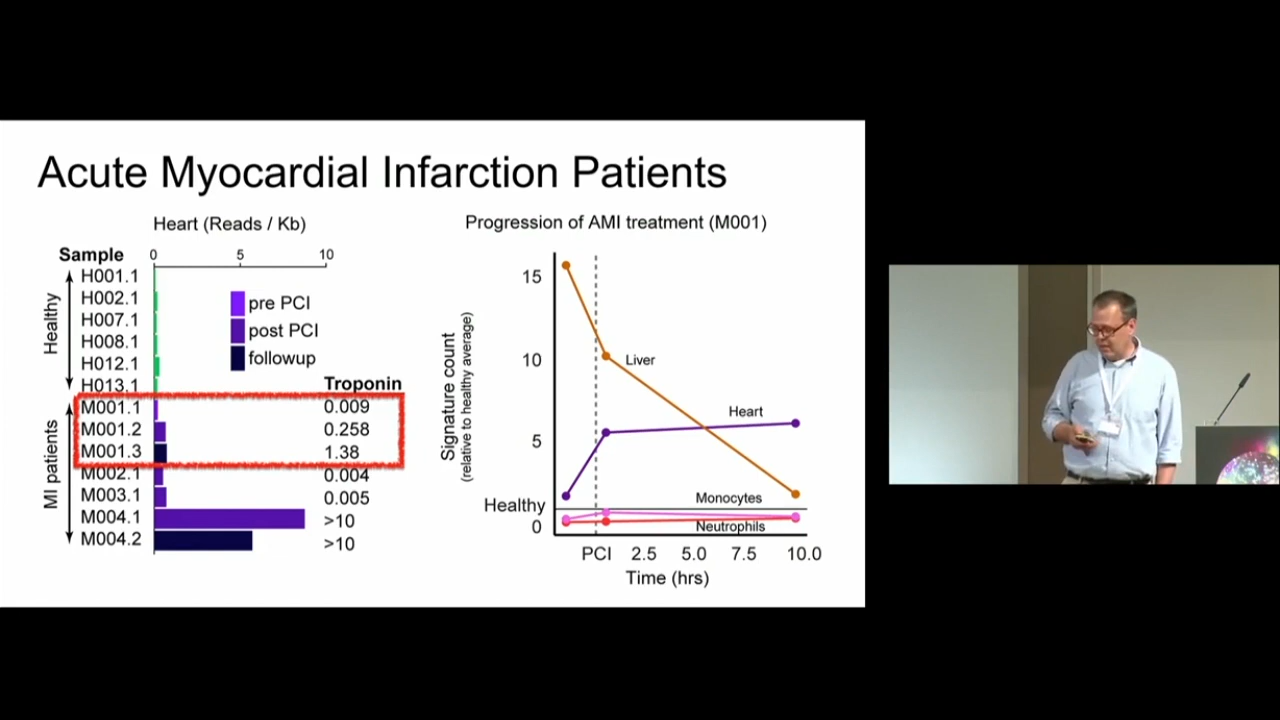 Acute Myocardial Infarction Patients
Heart (Reads / Kb)
0 5 10
Sample
Healthy
H001.1
H002.1
H007.1
H008.1
H012.1
H013.1
pre PCI
post PCI
followup
Troponin
MI patients
M001.1 0.009
M001.2 0.258
M001.3 1.38
M002.1 0.004
M003.1 0.005
M004.1 >10
M004.2 >10
Progression of AMI treatment (M001)
Signature count
(relative to healthy average)
15
10
5
Healthy
0
Liver
Heart
Monocytes
Neutrophils
PCI 2.5 5.0 7.5 10.0
Time (hrs)